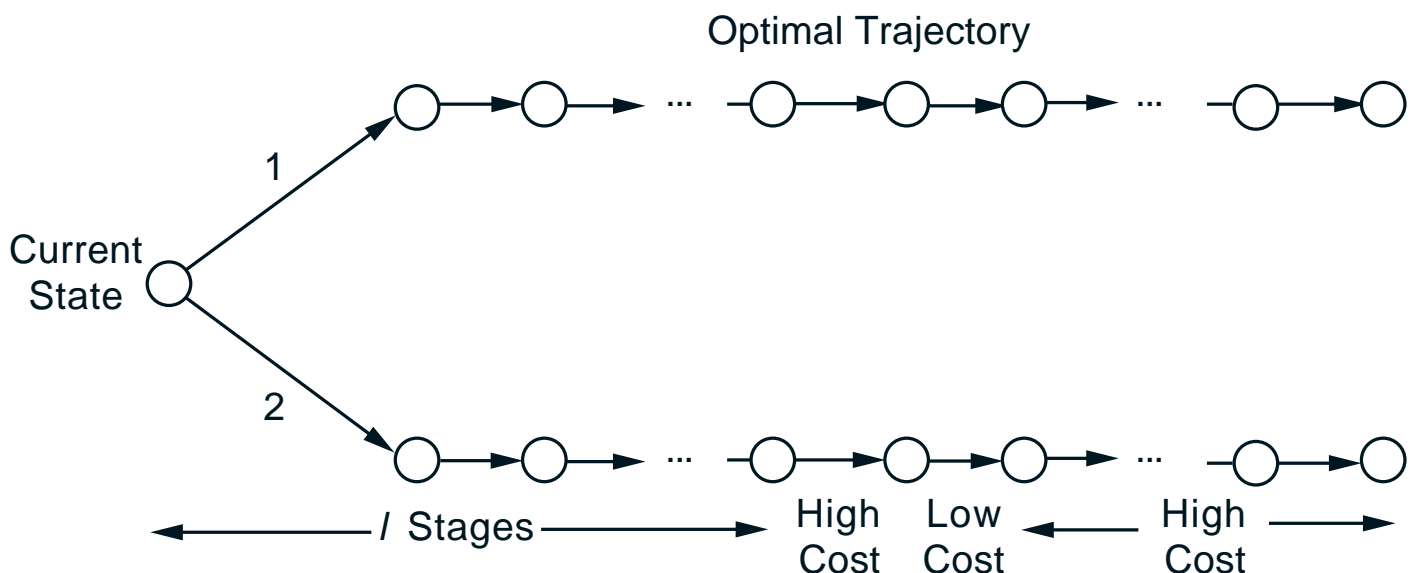 Optimal Trajectory
... ...
1
Current
State
2
... ...
l Stages High Low High
Cost Cost Cost